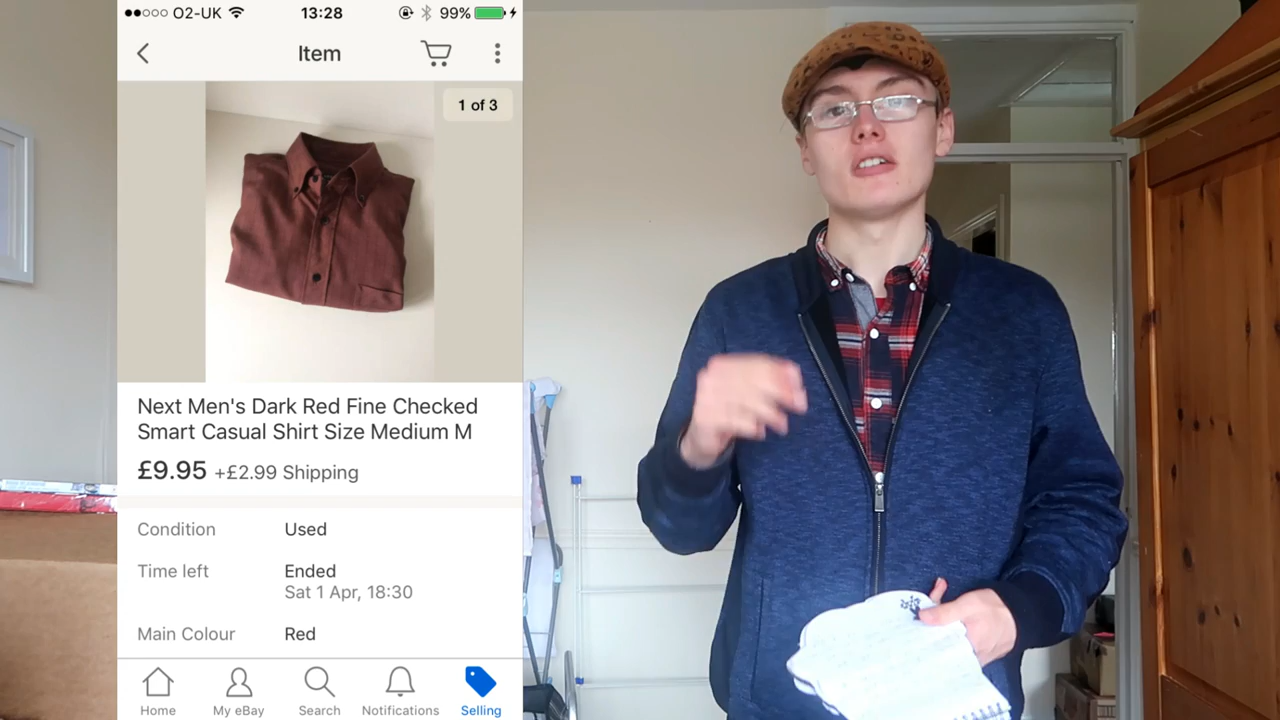 O2-UK 13:28 99%
Item
1 of 3
Next Men's Dark Red Fine Checked
Smart Casual Shirt Size Medium M
£9.95 +£2.99 Shipping
Condition Used
Time left Ended
Sat 1 Apr, 18:30
Main Colour Red
Home My eBay Search Notifications Selling